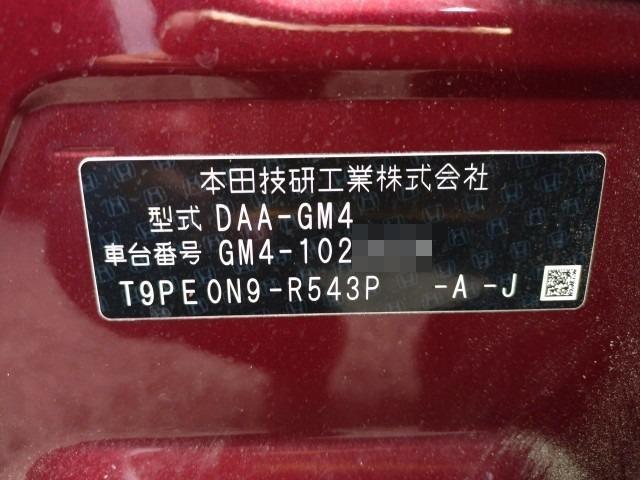 本田技研工業株式会社
型式 DAA-GM4
車台番号 GM4-102
T9PE0N9-R543P -A -J